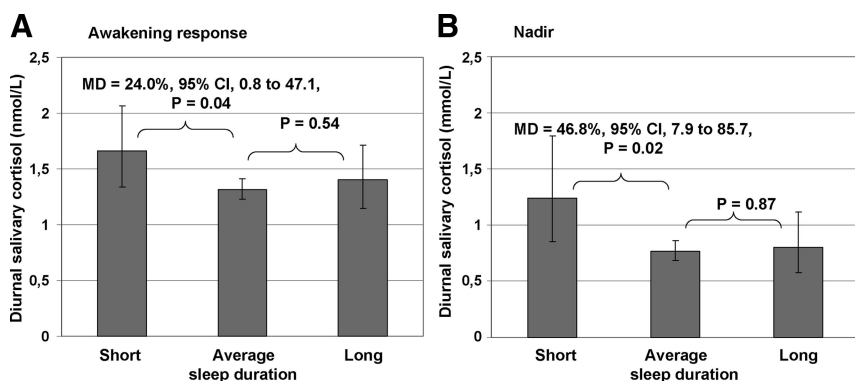 A Awakening response
Diurnal salivary cortisol (nmol/L)
2,5
2
1,5
1
0,5
0
MD = 24.0%, 95% CI, 0.8 to 47.1,
P = 0.04
P = 0.54
Short Average Long
sleep duration
B Nadir
Diurnal salivary cortisol (mmol/L)
2,5
2
1,5
1
0,5
0
MD = 46.8%, 95% CI, 7.9 to 85.7,
P = 0.02
P = 0.87
Short Average Long
sleep duration